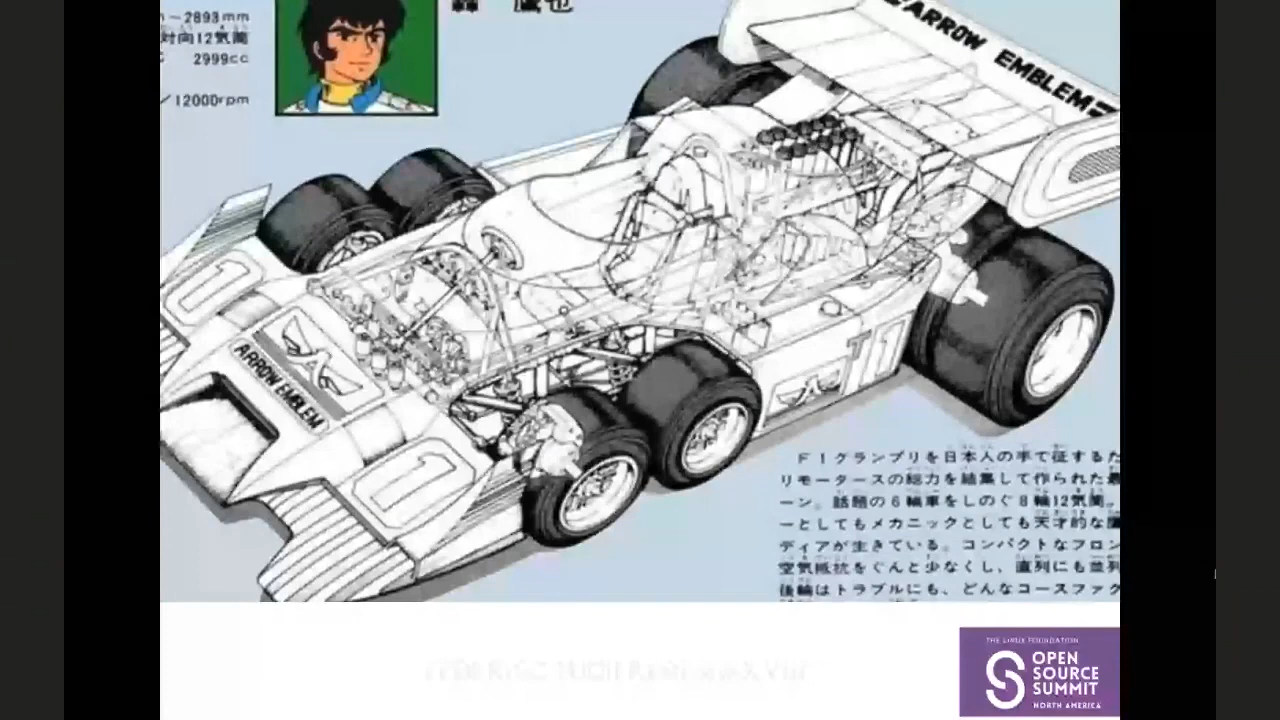 2893mm
対向12気筒
2999cc
/12000rpm
ARROW EMBLEM
ARROW EMBLEM
1
1
T1
FIグランプリを日本人の手で征するた
リモータースの総力を結集して作られた最
ーン。話題の6輪車をしのぐ8輪12気筒。
ーとしてもメカニックとしても天才的な鷹
ディアが生きている。コンパクトなフロン
空気抵抗をぐんと少なくし、直列にも並列
後輪はトラブルにも、どんなコースファク
THE LINUX FOUNDATION
OPEN
SOURCE
SUMMIT
NORTH AMERICA